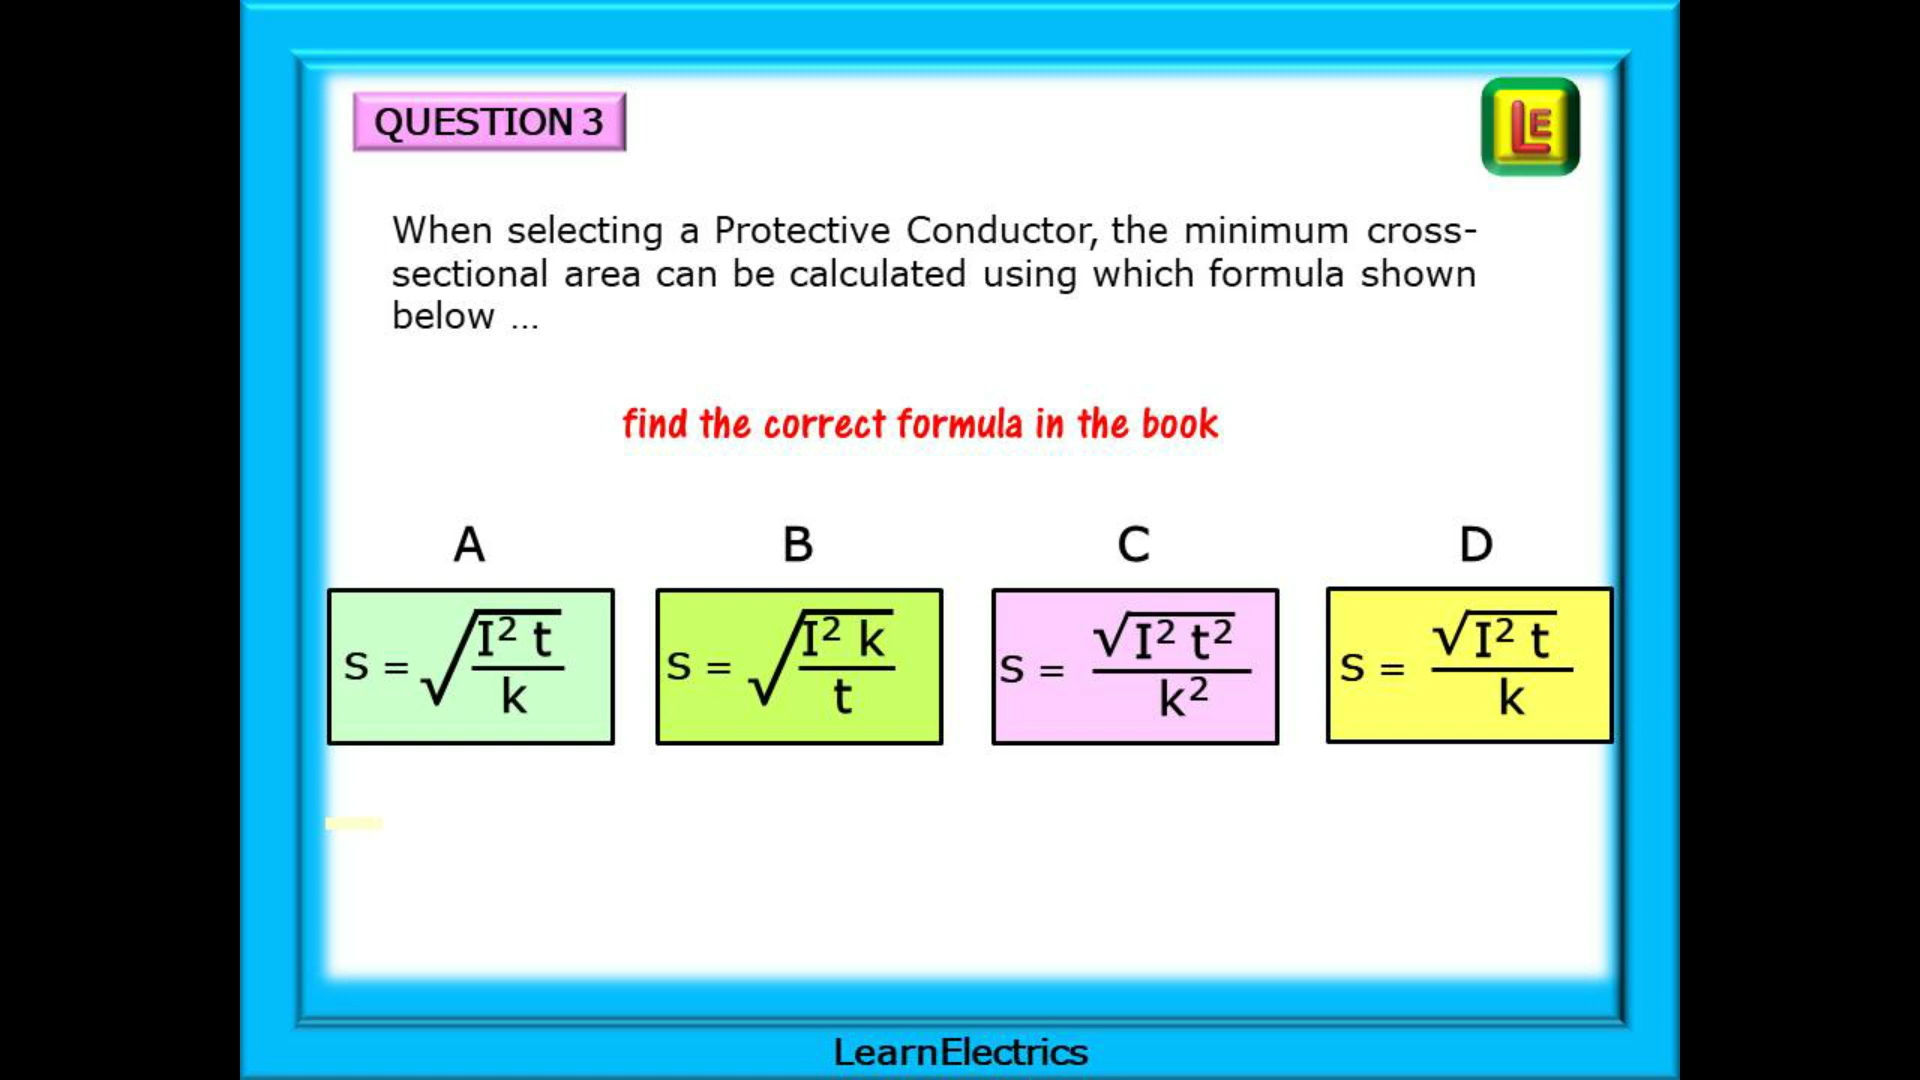 QUESTION 3
LE
When selecting a Protective Conductor, the minimum cross-
sectional area can be calculated using which formula shown
below ...
find the correct formula in the book
A B C D
S = √(I² t / k) S = √(I² k / t) S = √(I² t²) / k² S = √(I² t) / k
LearnElectrics